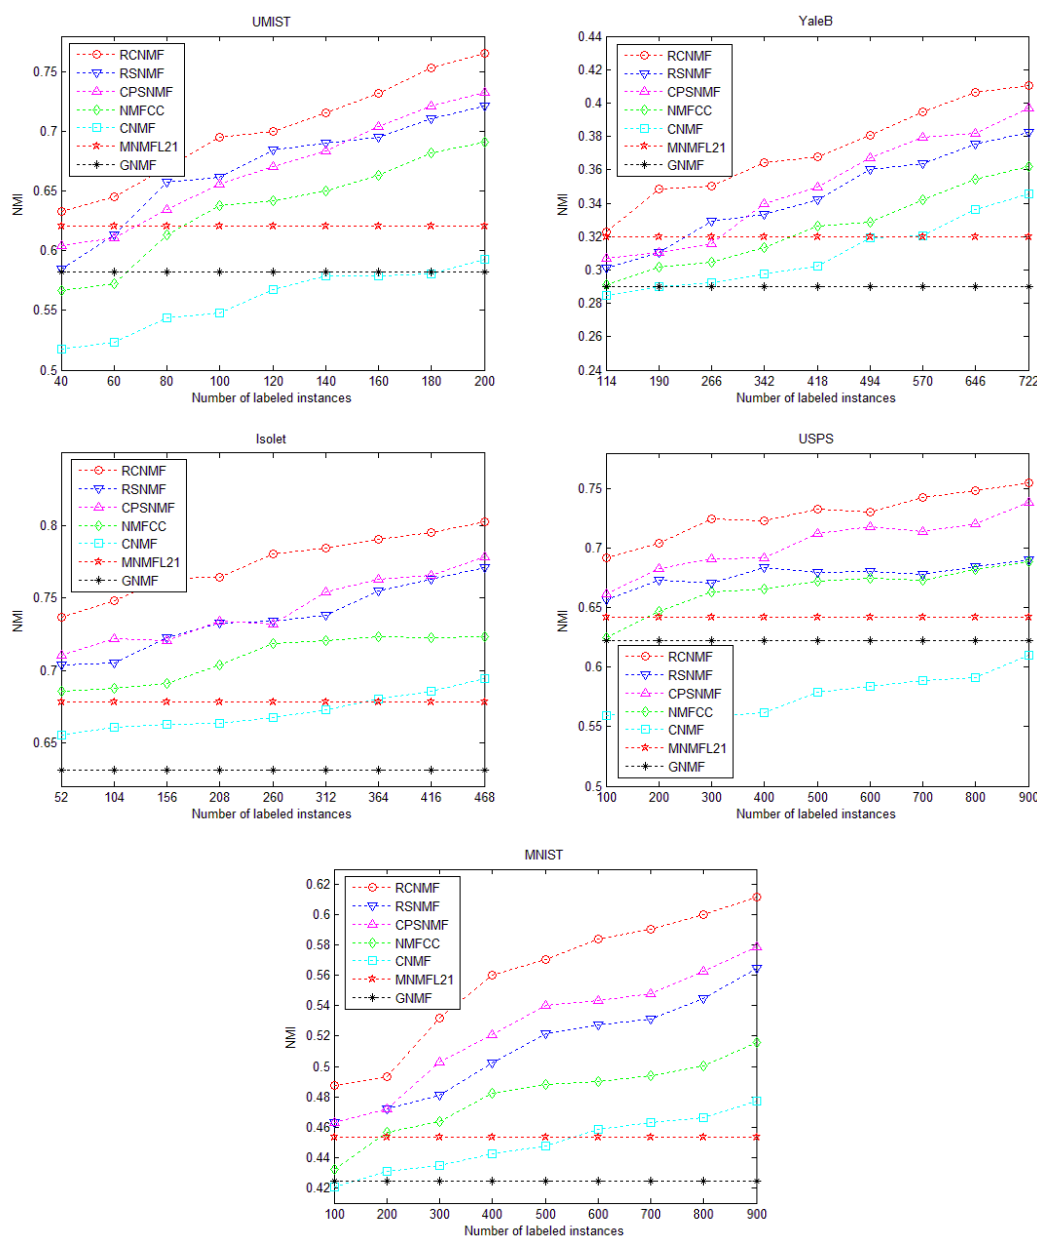 UMIST
0.75
0.7
0.65
0.6
0.55
0.5
NMI
RCNMF
RSNMF
CPSNMF
NMFCC
CNMF
MNMFL21
GNMF
40 60 80 100 120 140 160 180 200
Number of labeled instances
YaleB
0.44
0.42
0.4
0.38
0.36
0.34
0.32
0.3
0.28
0.26
0.24
NMI
RCNMF
RSNMF
CPSNMF
NMFCC
CNMF
MNMFL21
GNMF
114 190 266 342 418 494 570 646 722
Number of labeled instances
Isolet
0.8
0.75
0.7
0.65
NMI
RCNMF
RSNMF
CPSNMF
NMFCC
CNMF
MNMFL21
GNMF
52 104 156 208 260 312 364 416 468
Number of labeled instances
USPS
0.75
0.7
0.65
0.6
0.55
0.5
NMI
RCNMF
RSNMF
CPSNMF
NMFCC
CNMF
MNMFL21
GNMF
100 200 300 400 500 600 700 800 900
Number of labeled instances
MNIST
0.62
0.6
0.58
0.56
0.54
0.52
0.5
0.48
0.46
0.44
0.42
NMI
RCNMF
RSNMF
CPSNMF
NMFCC
CNMF
MNMFL21
GNMF
100 200 300 400 500 600 700 800 900
Number of labeled instances